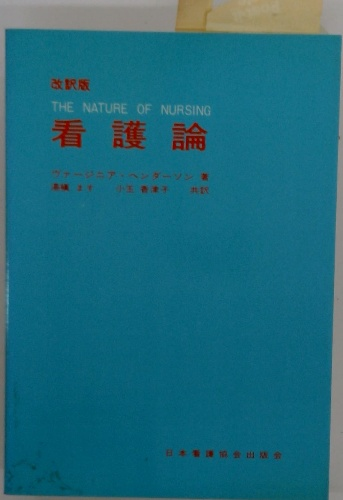 改訳版
THE NATURE OF NURSING
看護論
ヴァージニア・ヘンダーソン 著
湯槇 ます 小玉 香津子 共訳
日本看護協会出版会